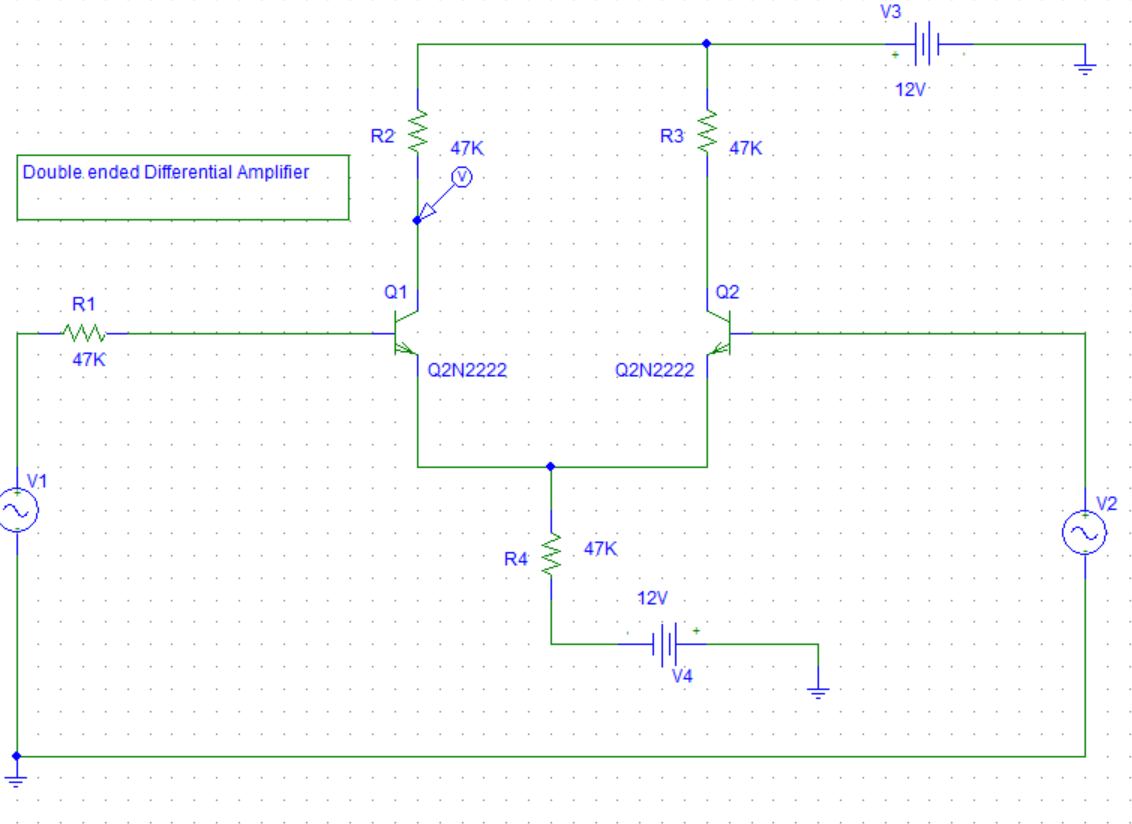 V3
12V
R2
47K
R3
47K
V
Double ended Differential Amplifier
Q1
Q2
R1
47K
Q2N2222
Q2N2222
V1
V2
R4
47K
12V
V4